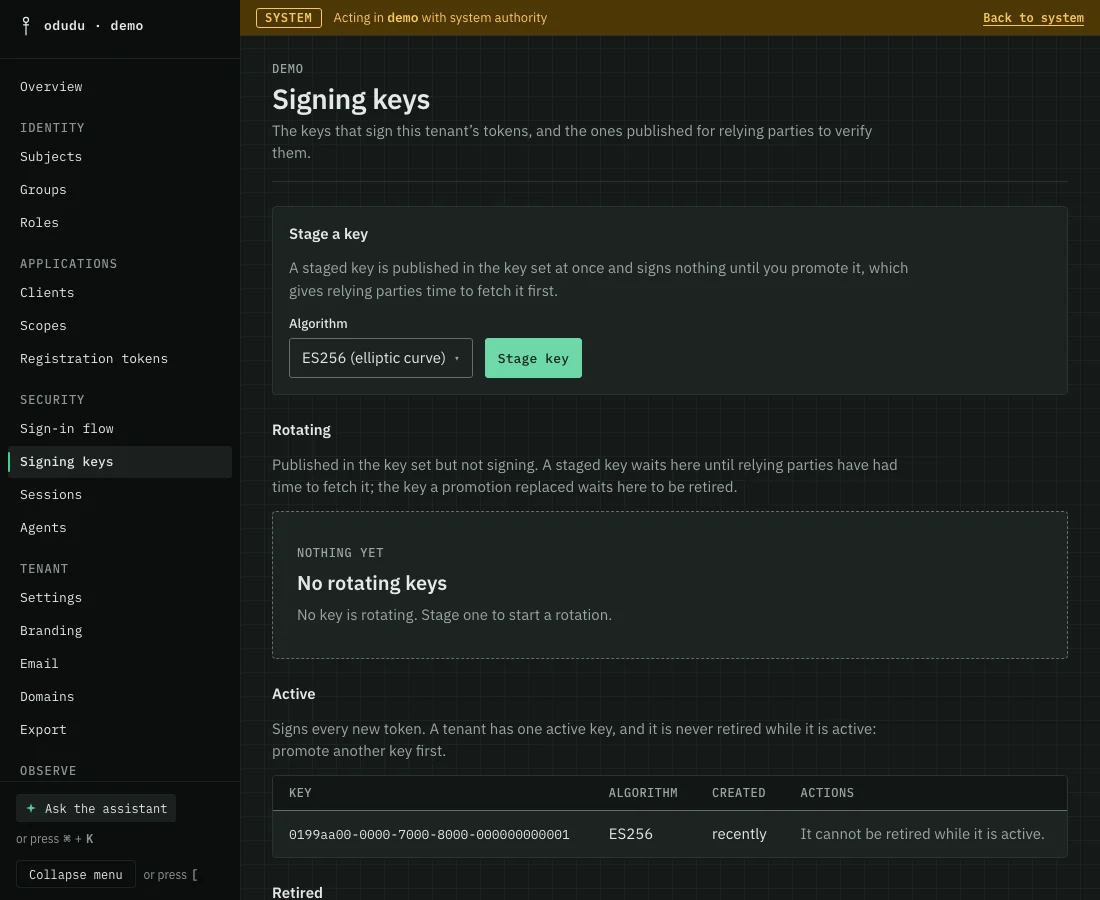 odudu · demo
Overview
IDENTITY
Subjects
Groups
Roles
APPLICATIONS
Clients
Scopes
Registration tokens
SECURITY
Sign-in flow
Signing keys
Sessions
Agents
TENANT
Settings
Branding
Email
Domains
Export
OBSERVE
Ask the assistant
or press ⌘ + K
Collapse menu or press [
SYSTEM Acting in demo with system authority Back to system
DEMO
Signing keys
The keys that sign this tenant’s tokens, and the ones published for relying parties to verify
them.
Stage a key
A staged key is published in the key set at once and signs nothing until you promote it, which
gives relying parties time to fetch it first.
Algorithm
ES256 (elliptic curve) Stage key
Rotating
Published in the key set but not signing. A staged key waits here until relying parties have had
time to fetch it; the key a promotion replaced waits here to be retired.
NOTHING YET
No rotating keys
No key is rotating. Stage one to start a rotation.
Active
Signs every new token. A tenant has one active key, and it is never retired while it is active:
promote another key first.
KEY ALGORITHM CREATED ACTIONS
0199aa00-0000-7000-8000-000000000001 ES256 recently It cannot be retired while it is active.
Retired